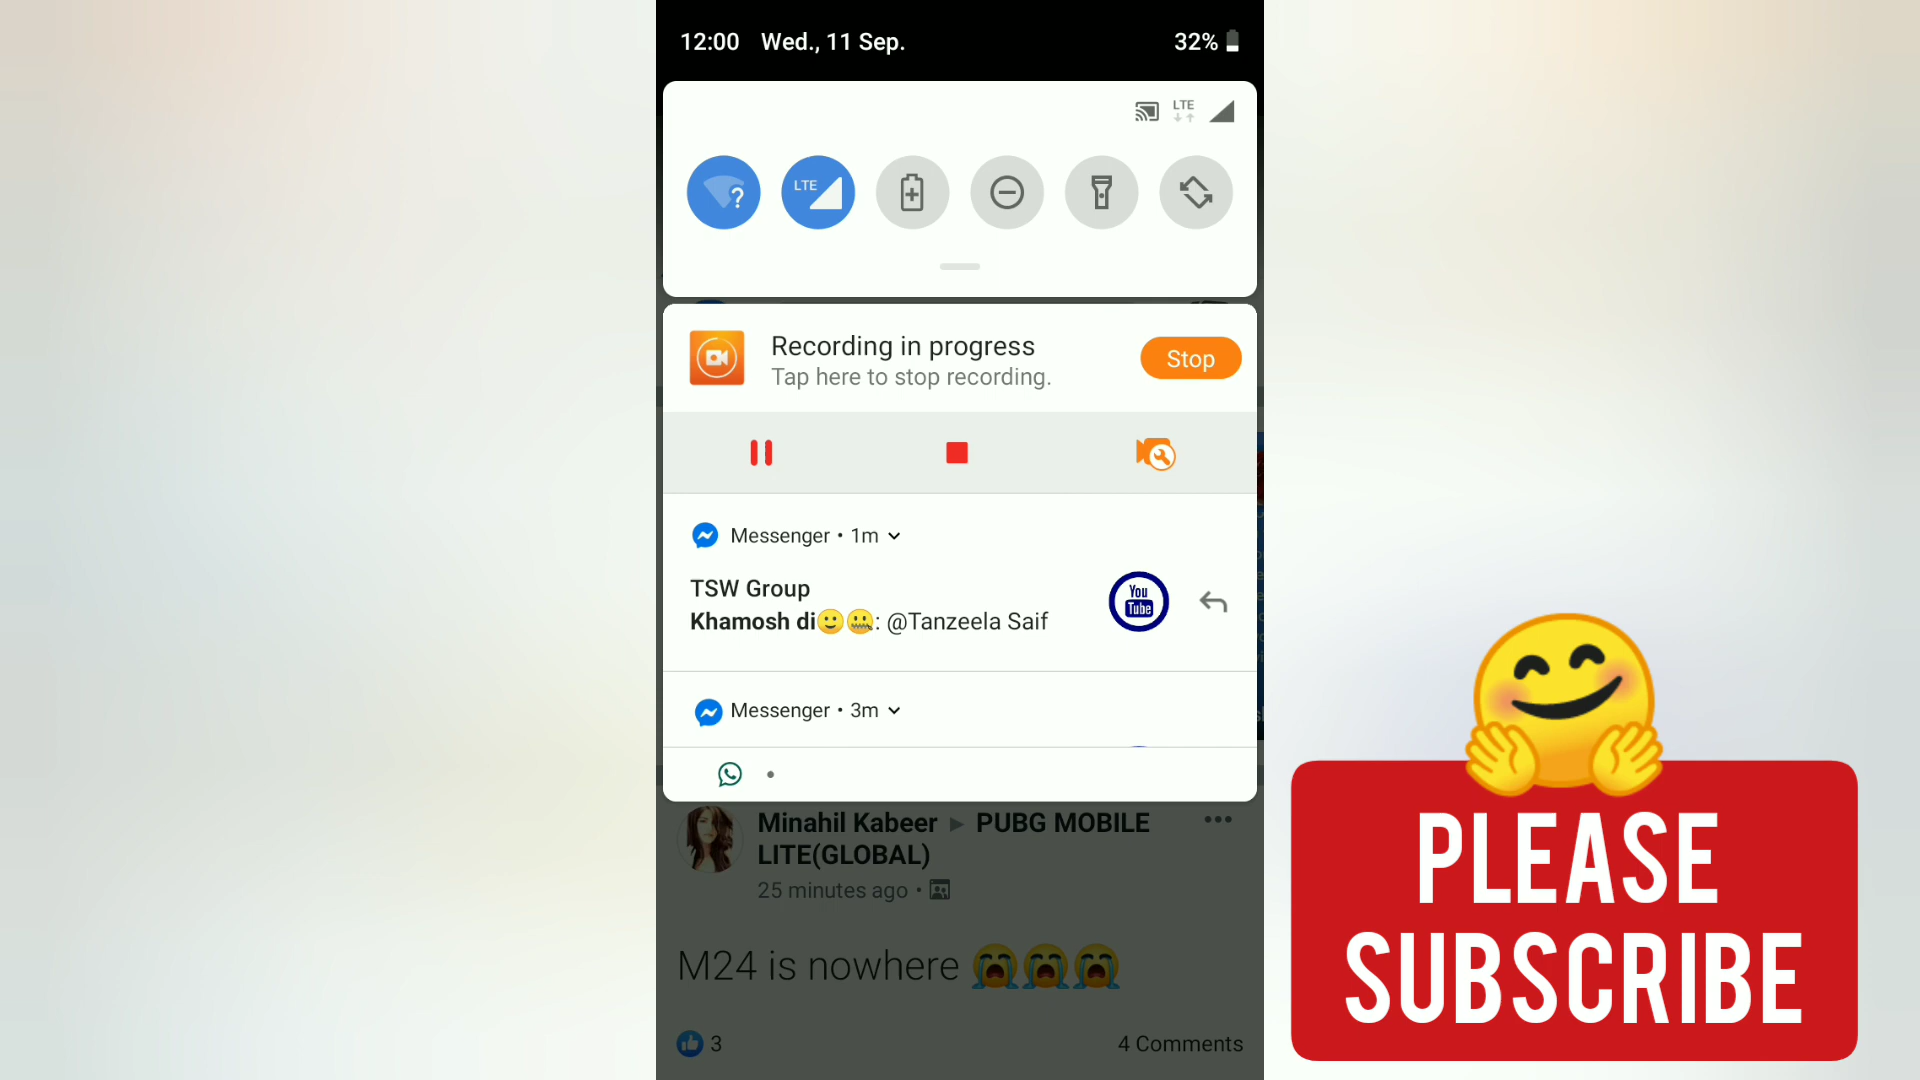 12:00 Wed., 11 Sep. 32%
LTE
LTE
Recording in progress
Tap here to stop recording.
Stop
Messenger • 1m
TSW Group
Khamosh di🙂🤐: @Tanzeela Saif
You
Tube
Messenger • 3m
Minahil Kabeer ▸ PUBG MOBILE
LITE(GLOBAL)
25 minutes ago •
M24 is nowhere 😭😭😭
3
4 Comments
PLEASE
SUBSCRIBE